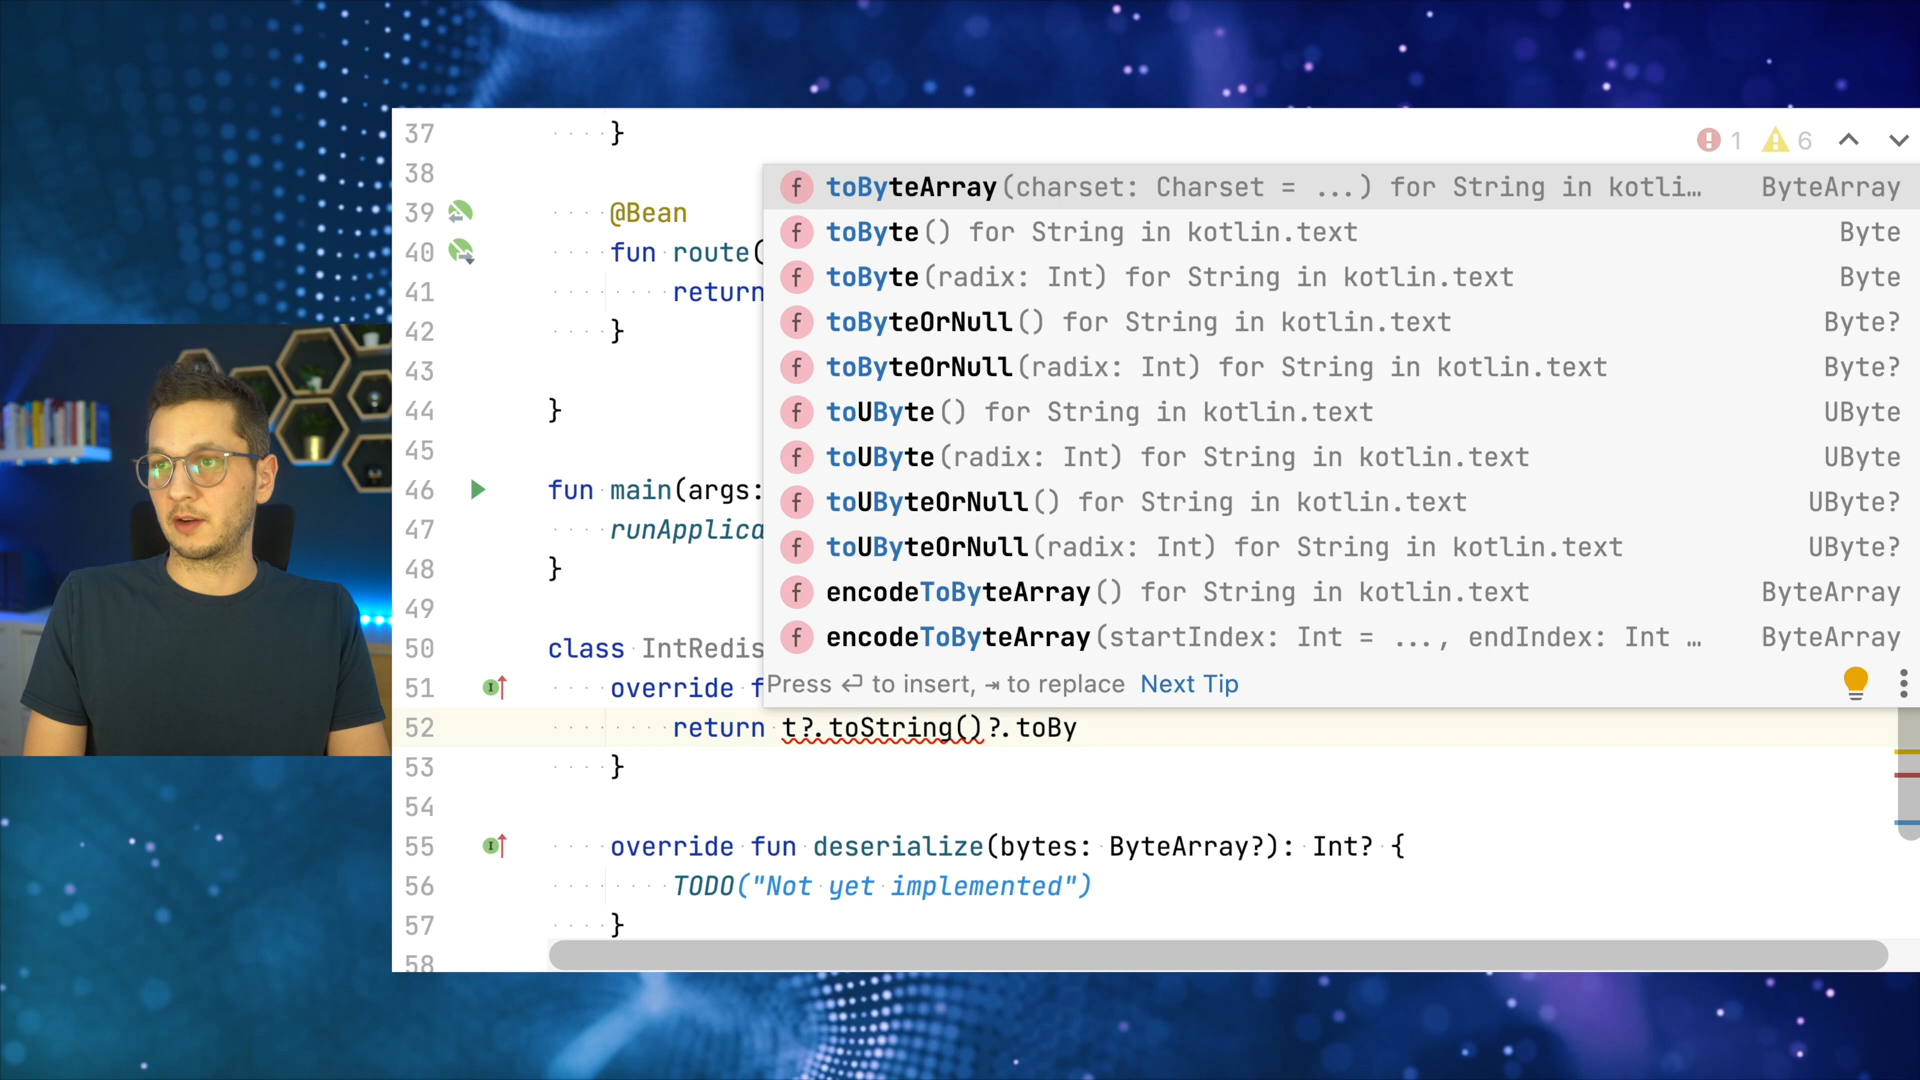 37 }
38
39 @Bean
40 fun route(
41 return
42 }
43
44 }
45
46 fun main(args:
47 runApplica
48 }
49
50 class IntRedis
51 override f
52 return t?.toString()?.toBy
53 }
54
55 override fun deserialize(bytes: ByteArray?): Int? {
56 TODO("Not yet implemented")
57 }
58
1 6
toByteArray(charset: Charset = ...) for String in kotli… ByteArray
toByte() for String in kotlin.text Byte
toByte(radix: Int) for String in kotlin.text Byte
toByteOrNull() for String in kotlin.text Byte?
toByteOrNull(radix: Int) for String in kotlin.text Byte?
toUByte() for String in kotlin.text UByte
toUByte(radix: Int) for String in kotlin.text UByte
toUByteOrNull() for String in kotlin.text UByte?
toUByteOrNull(radix: Int) for String in kotlin.text UByte?
encodeToByteArray() for String in kotlin.text ByteArray
encodeToByteArray(startIndex: Int = ..., endIndex: Int … ByteArray
Press ↩ to insert, ⇥ to replace Next Tip